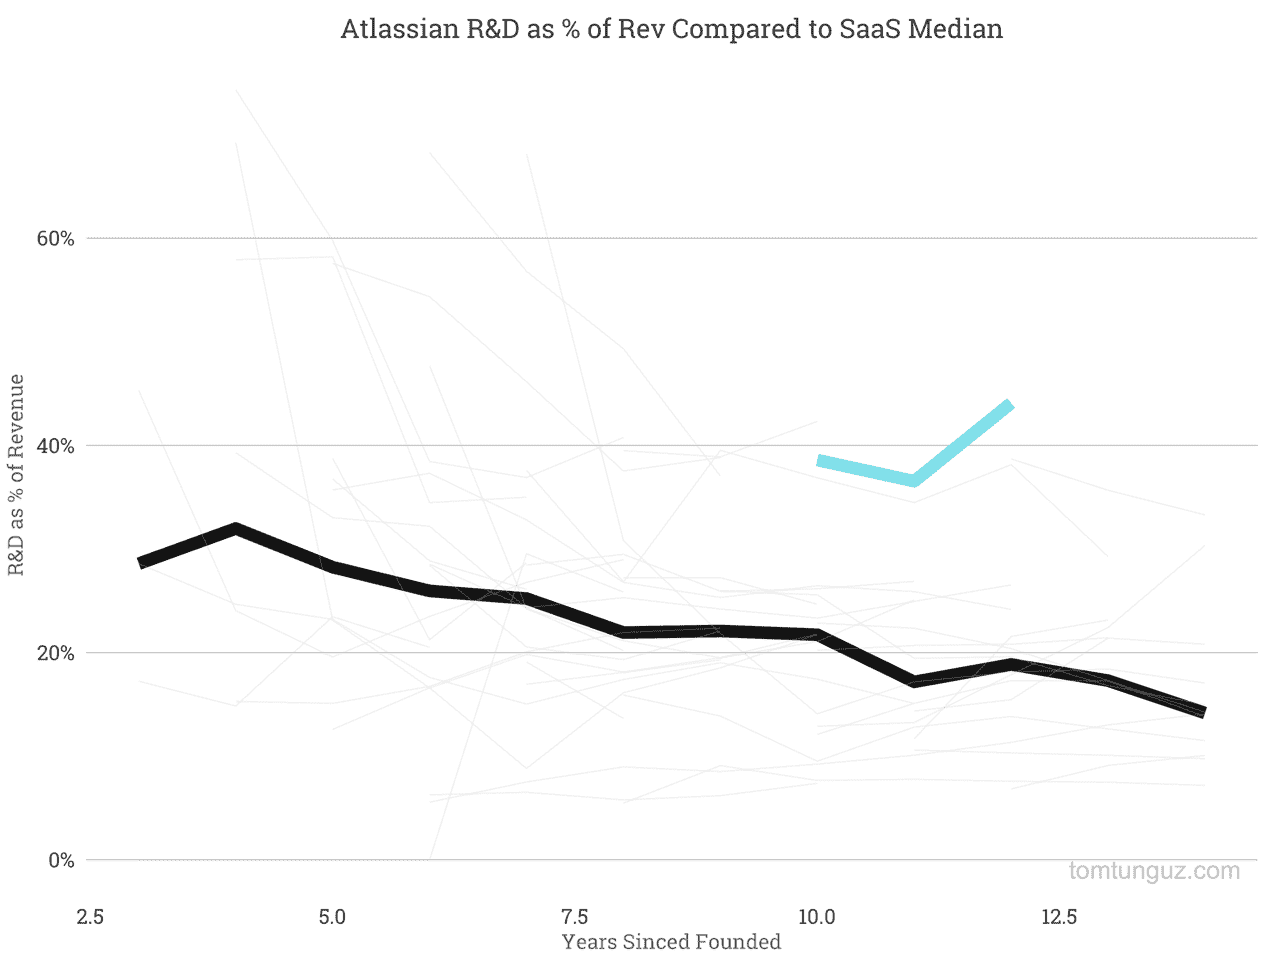 Atlassian R&D as % of Rev Compared to SaaS Median
R&D as % of Revenue
60%
40%
20%
0%
tomtunguz.com
2.5 5.0 7.5 10.0 12.5
Years Sinced Founded